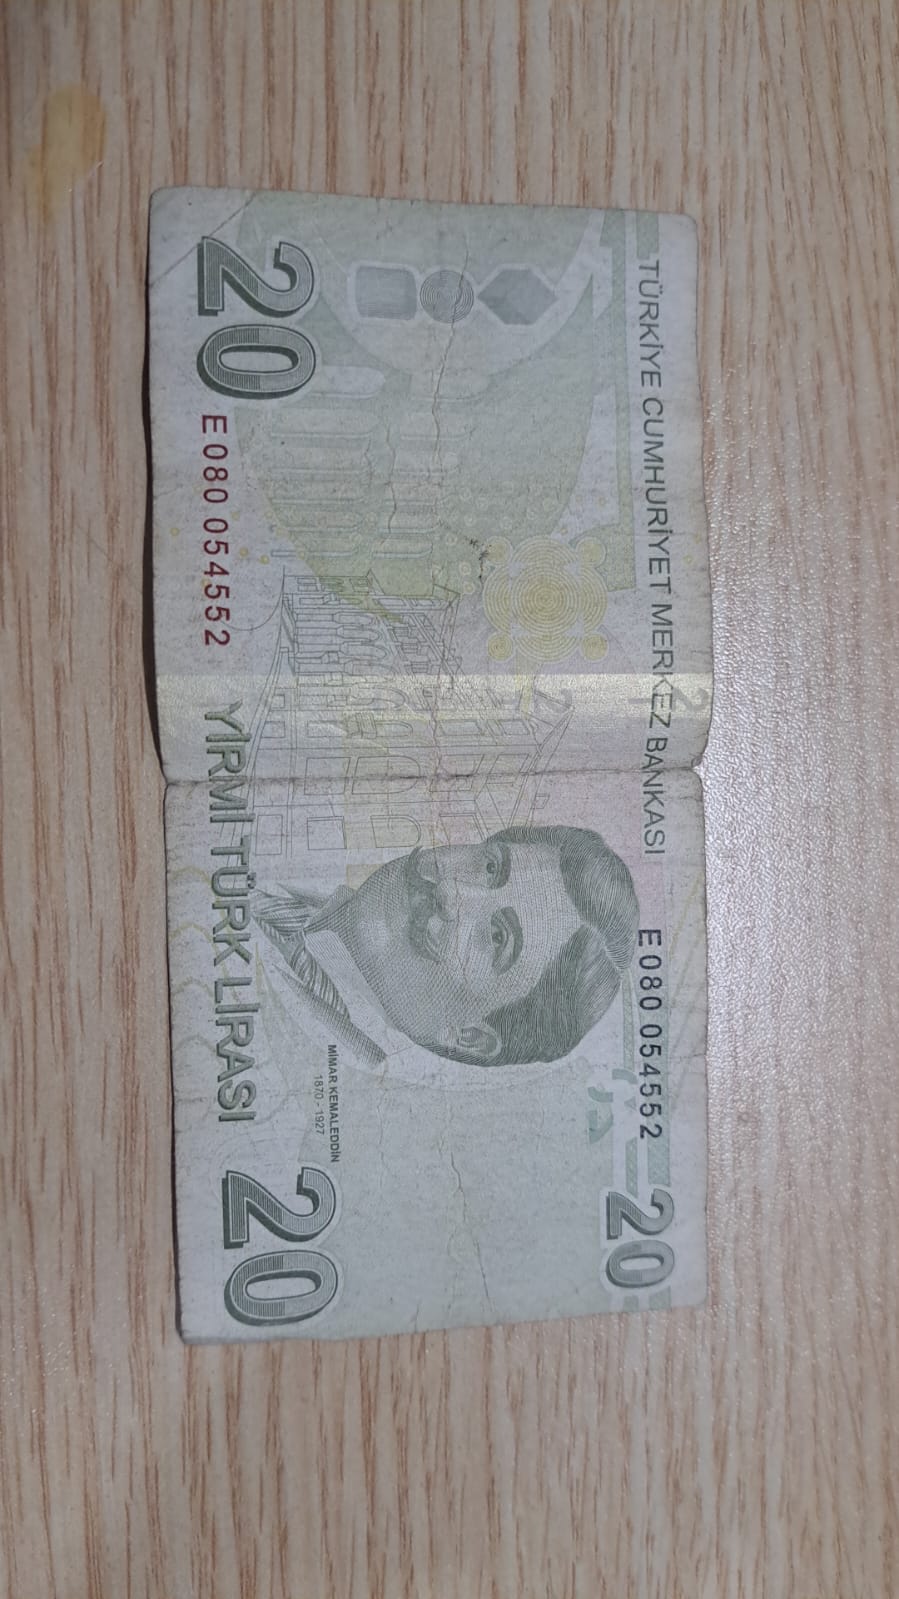 TÜRKİYE CUMHURİYET MERKEZ BANKASI
E080 054552
20
20
E080 054552
YİRMİ TÜRK LİRASI
MİMAR KEMALEDDİN
1870 - 1927
20